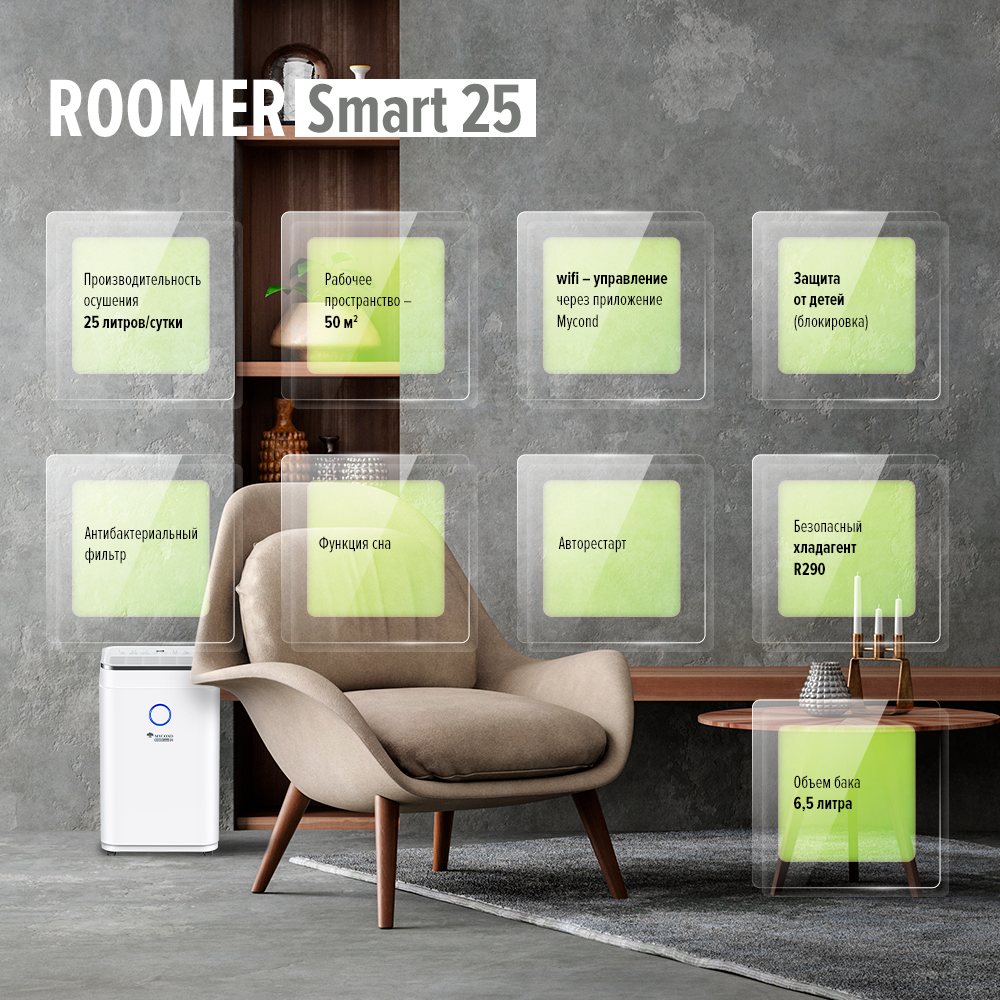 ROOMER Smart 25
Производительность
осушения
25 литров/сутки
Рабочее
пространство –
50 м²
wifi – управление
через приложение
Mycond
Защита
от детей
(блокировка)
Антибактериальный
фильтр
Функция сна
Авторестарт
Безопасный
хладагент
R290
Объем бака
6,5 литра
MYCOND